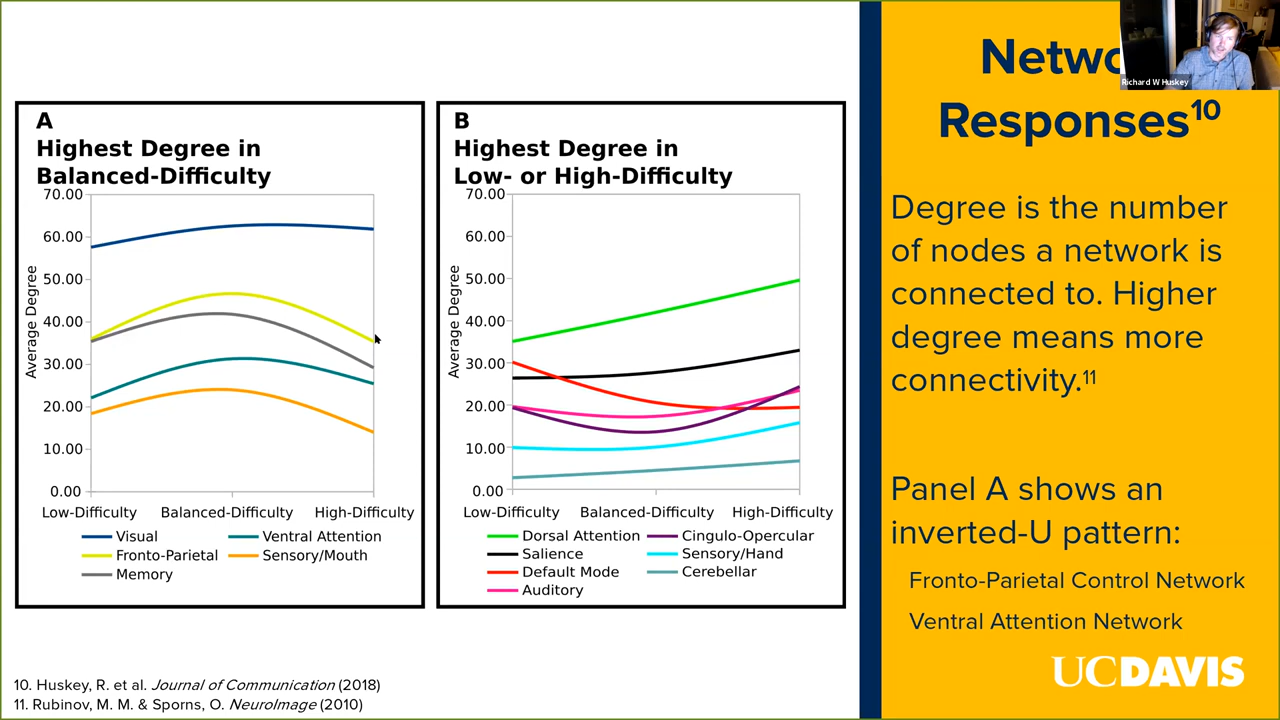 A
Highest Degree in
Balanced-Difficulty
70.00
60.00
50.00
40.00
30.00
20.00
10.00
0.00
Average Degree
Low-Difficulty Balanced-Difficulty High-Difficulty
Visual Ventral Attention
Fronto-Parietal Sensory/Mouth
Memory
B
Highest Degree in
Low- or High-Difficulty
70.00
60.00
50.00
40.00
30.00
20.00
10.00
0.00
Average Degree
Low-Difficulty Balanced-Difficulty High-Difficulty
Dorsal Attention Cingulo-Opercular
Salience Sensory/Hand
Default Mode Cerebellar
Auditory
10. Huskey, R. et al. Journal of Communication (2018)
11. Rubinov, M. M. & Sporns, O. NeuroImage (2010)
Richard W Huskey
Responses¹⁰
Degree is the number
of nodes a network is
connected to. Higher
degree means more
connectivity.¹¹
Panel A shows an
inverted-U pattern:
Fronto-Parietal Control Network
Ventral Attention Network
UCDAVIS